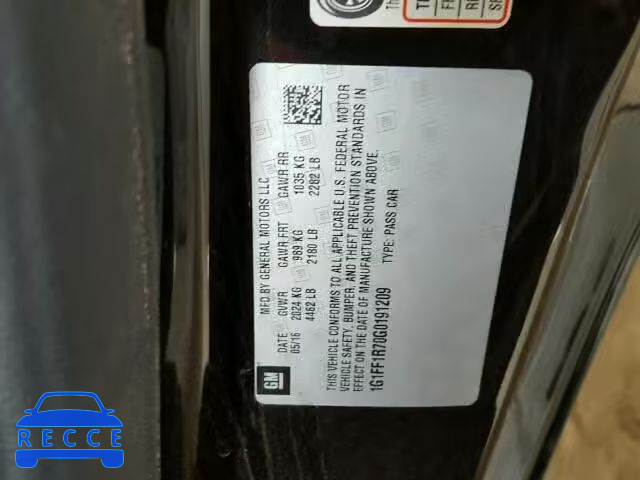 MFD BY GENERAL MOTORS LLC
DATE GVWR GAWR FRT GAWR RR
05/16 2024 KG 989 KG 1035 KG
4462 LB 2180 LB 2282 LB
THIS VEHICLE CONFORMS TO ALL APPLICABLE U.S. FEDERAL MOTOR
VEHICLE SAFETY, BUMPER, AND THEFT PREVENTION STANDARDS IN
EFFECT ON THE DATE OF MANUFACTURE SHOWN ABOVE.
1G1FF1R70G0191209 TYPE: PASS CAR
GM
RECCE